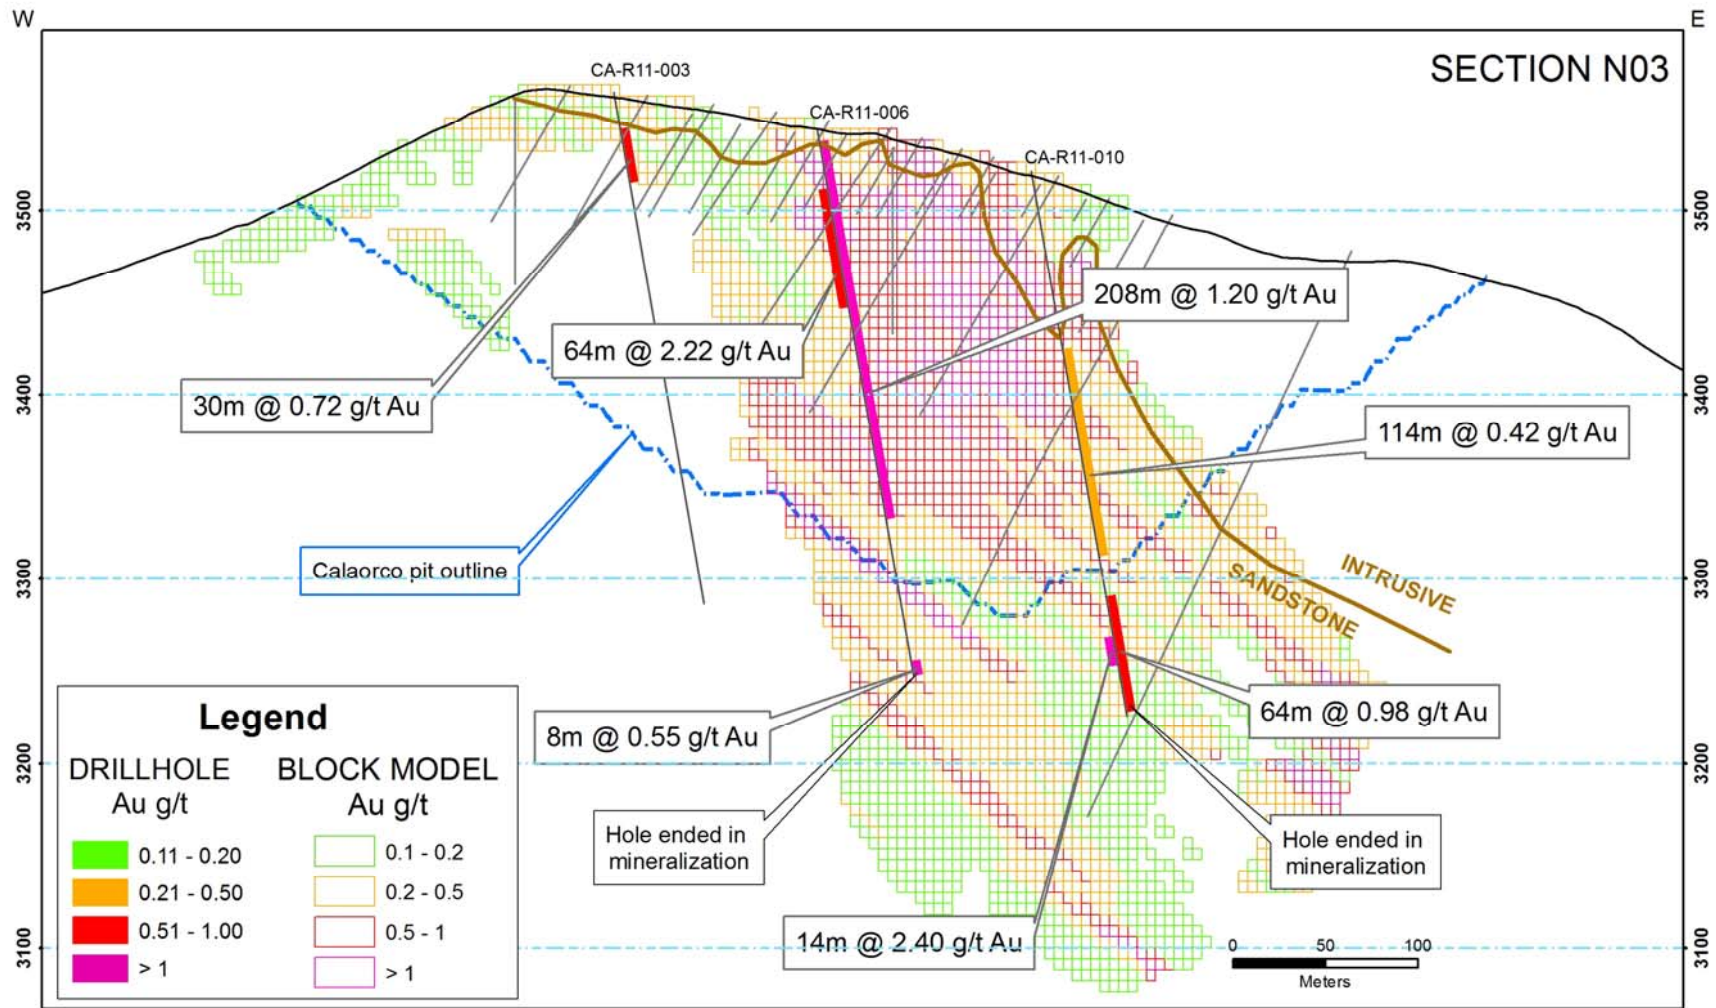 W
E
SECTION N03
CA-R11-003
CA-R11-006
CA-R11-010
3500
3500
208m @ 1.20 g/t Au
64m @ 2.22 g/t Au
30m @ 0.72 g/t Au
3400
3400
114m @ 0.42 g/t Au
Calaorco pit outline
3300
3300
INTRUSIVE
SANDSTONE
64m @ 0.98 g/t Au
8m @ 0.55 g/t Au
3200
3200
Hole ended in
mineralization
Hole ended in
mineralization
14m @ 2.40 g/t Au
3100
3100
0 50 100
Meters
Legend
DRILLHOLE
Au g/t
0.11 - 0.20
0.21 - 0.50
0.51 - 1.00
> 1
BLOCK MODEL
Au g/t
0.1 - 0.2
0.2 - 0.5
0.5 - 1
> 1